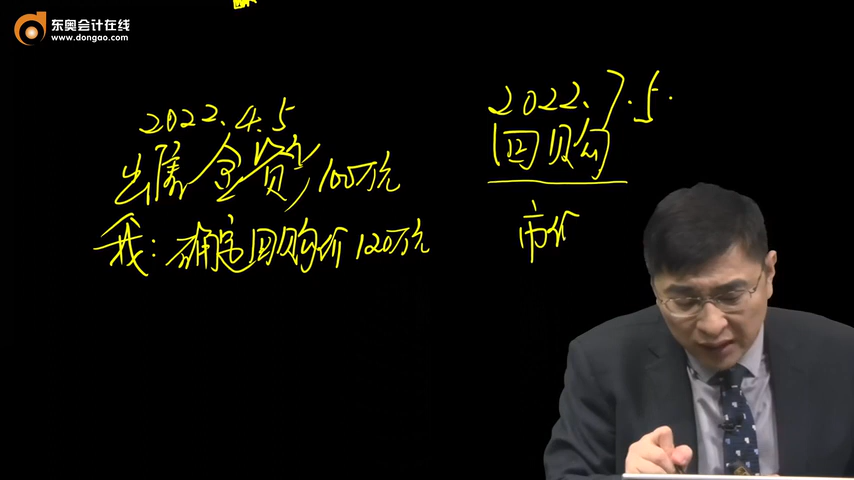 东奥会计在线
www.dongao.com
2022.4.5
出售金资,100万元
我:确定回购价120万元
2022.7.5.
回购
市价